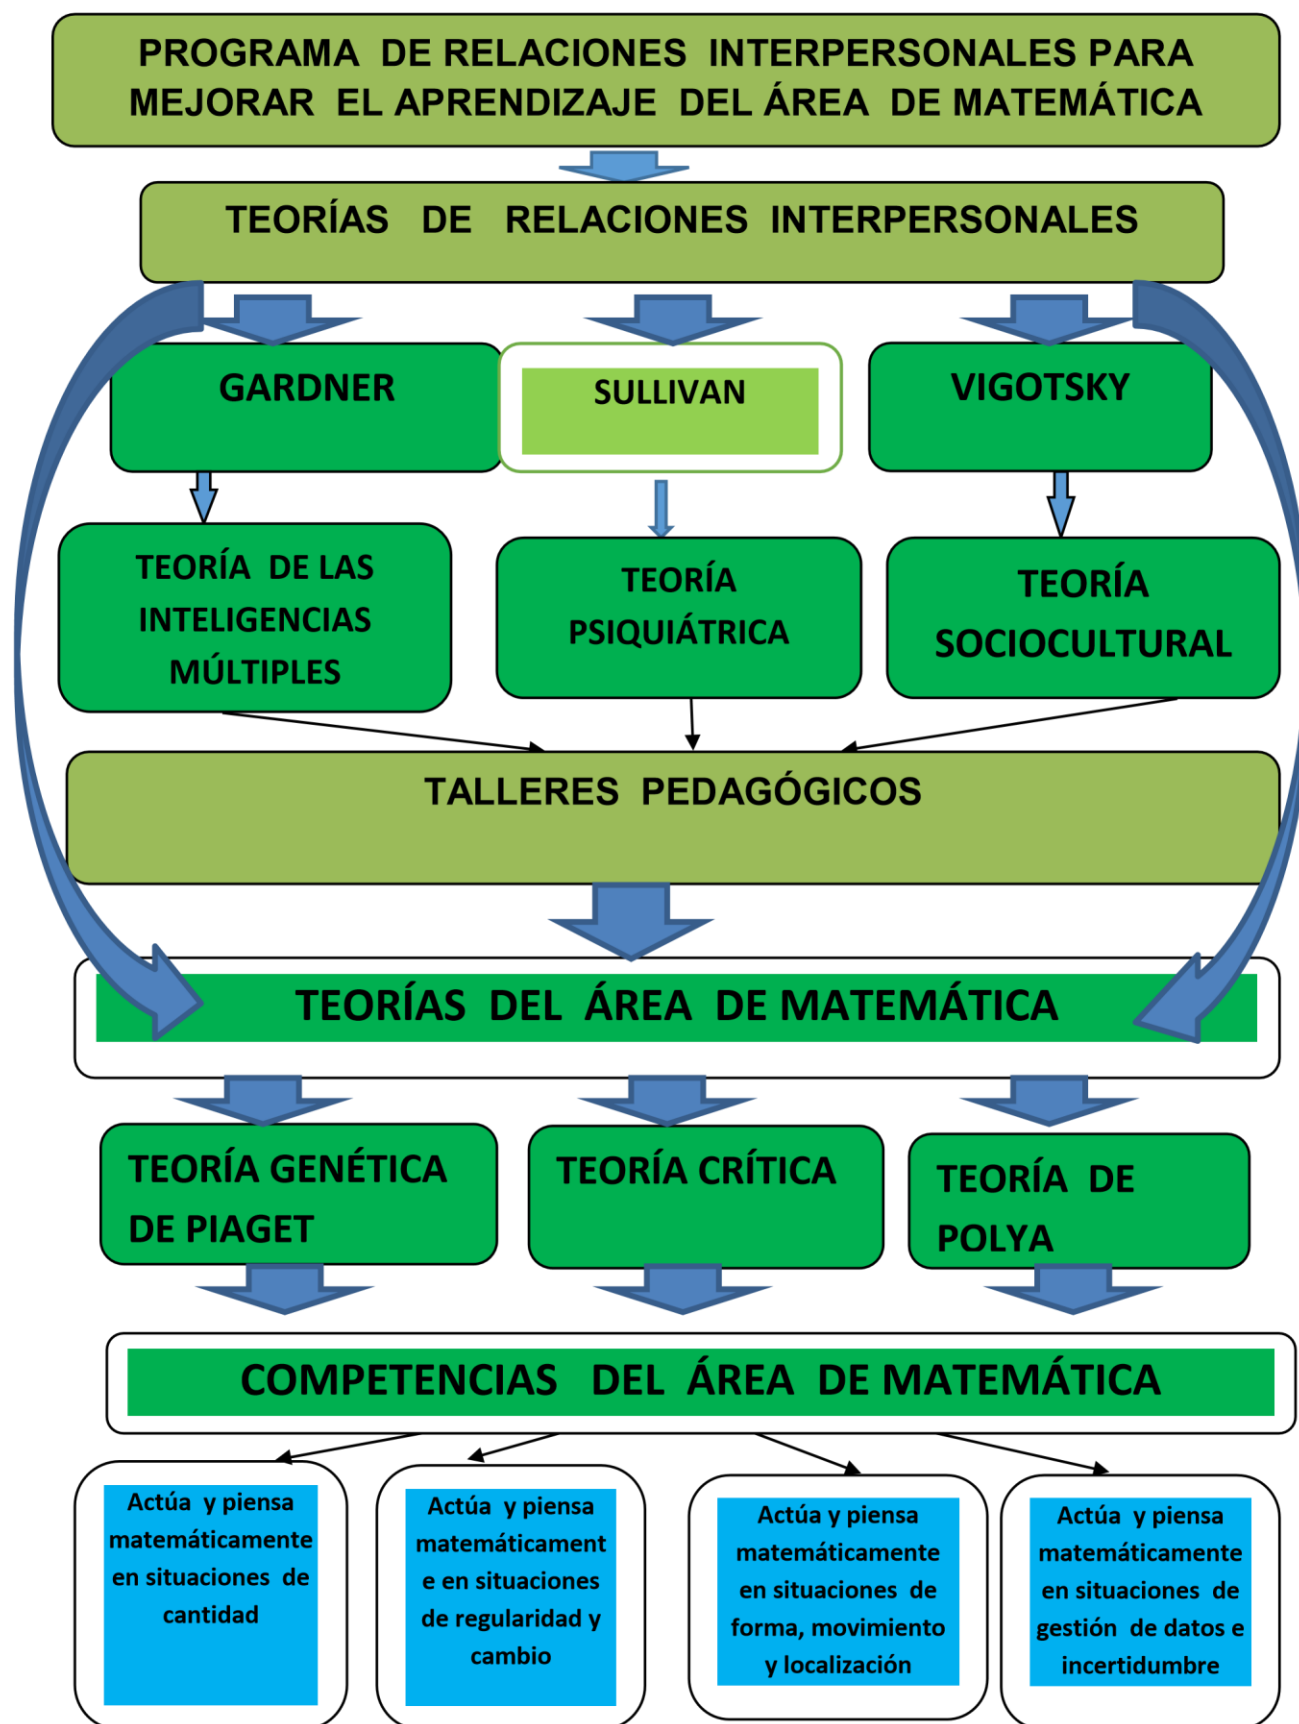 PROGRAMA DE RELACIONES INTERPERSONALES PARA
MEJORAR EL APRENDIZAJE DEL ÁREA DE MATEMÁTICA
TEORÍAS DE RELACIONES INTERPERSONALES
GARDNER
SULLIVAN
VIGOTSKY
TEORÍA DE LAS
INTELIGENCIAS
MÚLTIPLES
TEORÍA
PSIQUIÁTRICA
TEORÍA
SOCIOCULTURAL
TALLERES PEDAGÓGICOS
TEORÍAS DEL ÁREA DE MATEMÁTICA
TEORÍA GENÉTICA
DE PIAGET
TEORÍA CRÍTICA
TEORÍA DE
POLYA
COMPETENCIAS DEL ÁREA DE MATEMÁTICA
Actúa y piensa
matemáticamente
en situaciones de
cantidad
Actúa y piensa
matemáticament
e en situaciones
de regularidad y
cambio
Actúa y piensa
matemáticamente
en situaciones de
forma, movimiento
y localización
Actúa y piensa
matemáticamente
en situaciones de
gestión de datos e
incertidumbre